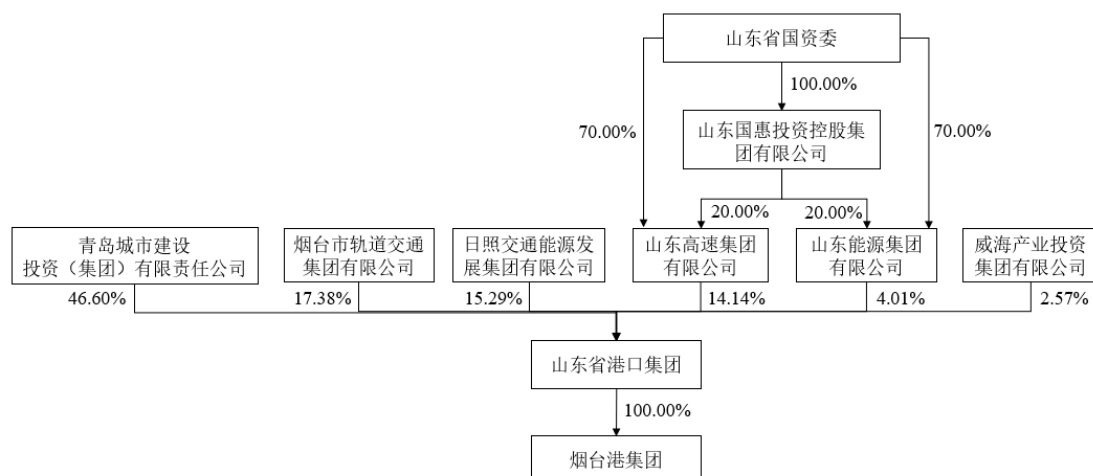 山东省国资委
100.00%
70.00%
70.00%
山东国惠投资控股集
团有限公司
20.00%
20.00%
青岛城市建设
投资（集团）有限责任公司
烟台市轨道交通
集团有限公司
日照交通能源发
展集团有限公司
山东高速集团
有限公司
山东能源集团
有限公司
威海产业投资
集团有限公司
46.60%
17.38%
15.29%
14.14%
4.01%
2.57%
山东省港口集团
100.00%
烟台港集团